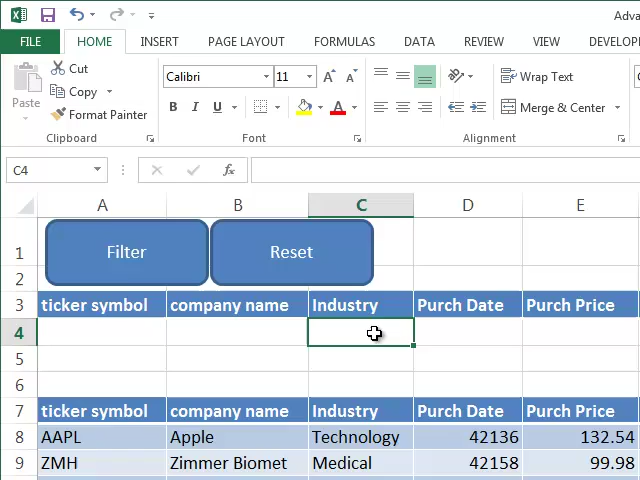 Adva
FILE HOME INSERT PAGE LAYOUT FORMULAS DATA REVIEW VIEW DEVELOP
Cut
Copy
Format Painter
Paste
Clipboard
Calibri 11 A A
B I U A
Font
Wrap Text
Merge & Center
Alignment
C4 fx
A B C D E
1 Filter Reset
2
3 ticker symbol company name Industry Purch Date Purch Price
4
5
6
7 ticker symbol company name Industry Purch Date Purch Price
8 AAPL Apple Technology 42136 132.54
9 ZMH Zimmer Biomet Medical 42158 99.98